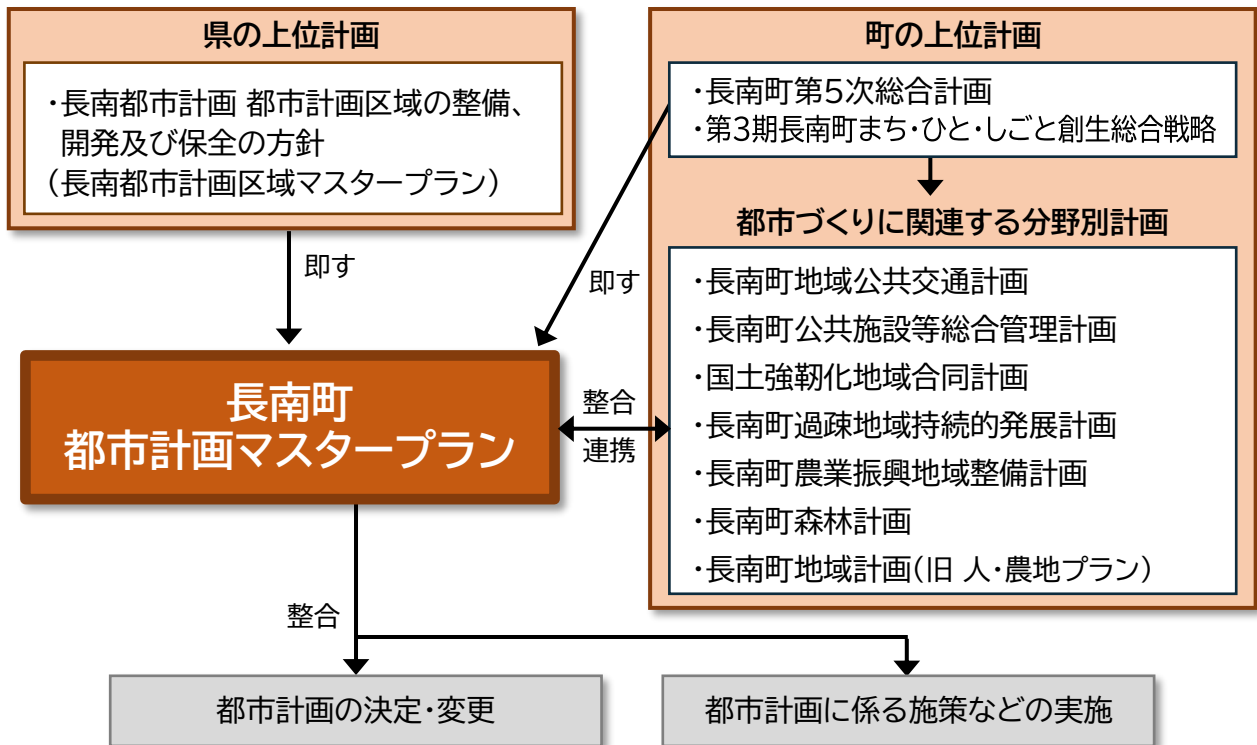 県の上位計画
・長南都市計画 都市計画区域の整備、
開発及び保全の方針
（長南都市計画区域マスタープラン）
町の上位計画
・長南町第5次総合計画
・第3期長南町まち・ひと・しごと創生総合戦略
都市づくりに関連する分野別計画
・長南町地域公共交通計画
・長南町公共施設等総合管理計画
・国土強靭化地域合同計画
・長南町過疎地域持続的発展計画
・長南町農業振興地域整備計画
・長南町森林計画
・長南町地域計画（旧 人・農地プラン）
即す
即す
長南町
都市計画マスタープラン
整合
連携
整合
都市計画の決定・変更
都市計画に係る施策などの実施